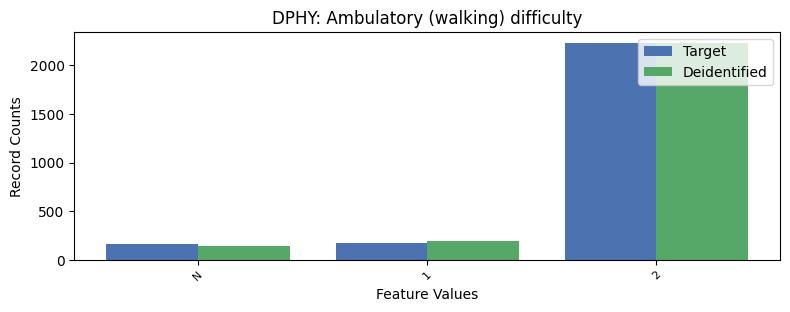 DPHY: Ambulatory (walking) difficulty
Target
Deidentified
Record Counts
2000
1500
1000
500
0
N
1
2
Feature Values